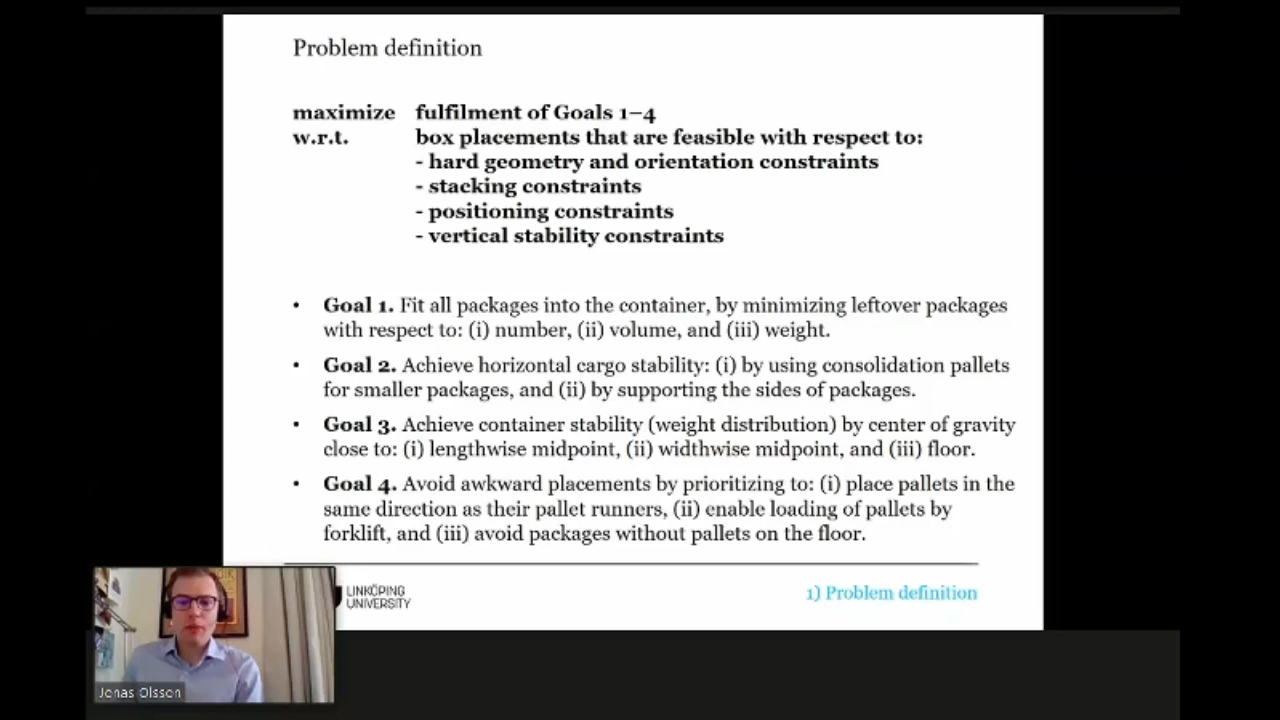 Problem definition
maximize fulfilment of Goals 1–4
w.r.t. box placements that are feasible with respect to:
- hard geometry and orientation constraints
- stacking constraints
- positioning constraints
- vertical stability constraints
• Goal 1. Fit all packages into the container, by minimizing leftover packages
with respect to: (i) number, (ii) volume, and (iii) weight.
• Goal 2. Achieve horizontal cargo stability: (i) by using consolidation pallets
for smaller packages, and (ii) by supporting the sides of packages.
• Goal 3. Achieve container stability (weight distribution) by center of gravity
close to: (i) lengthwise midpoint, (ii) widthwise midpoint, and (iii) floor.
• Goal 4. Avoid awkward placements by prioritizing to: (i) place pallets in the
same direction as their pallet runners, (ii) enable loading of pallets by
forklift, and (iii) avoid packages without pallets on the floor.
LINKÖPING
UNIVERSITY
1) Problem definition
Jonas Olsson